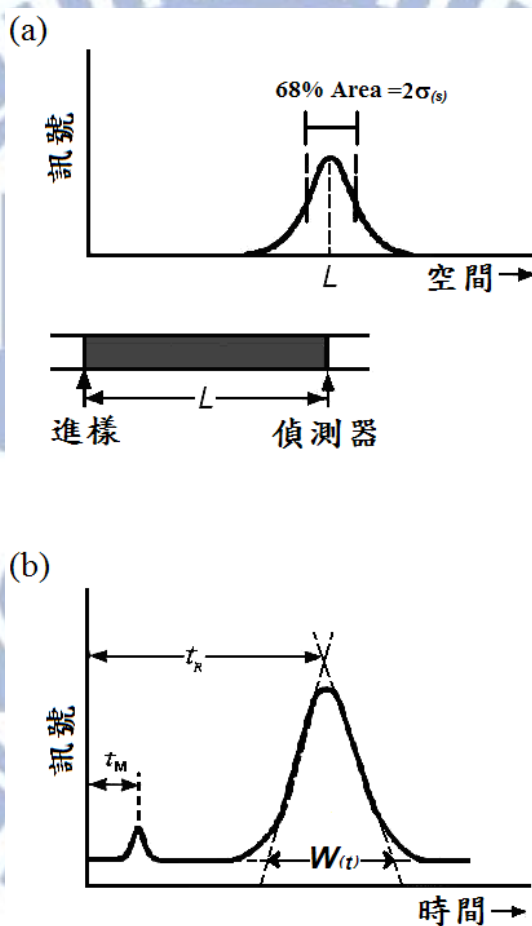 (a)
68% Area =2σ(s)
訊號
L
空間
L
進樣
偵測器
(b)
tR
tM
訊號
W(t)
時間